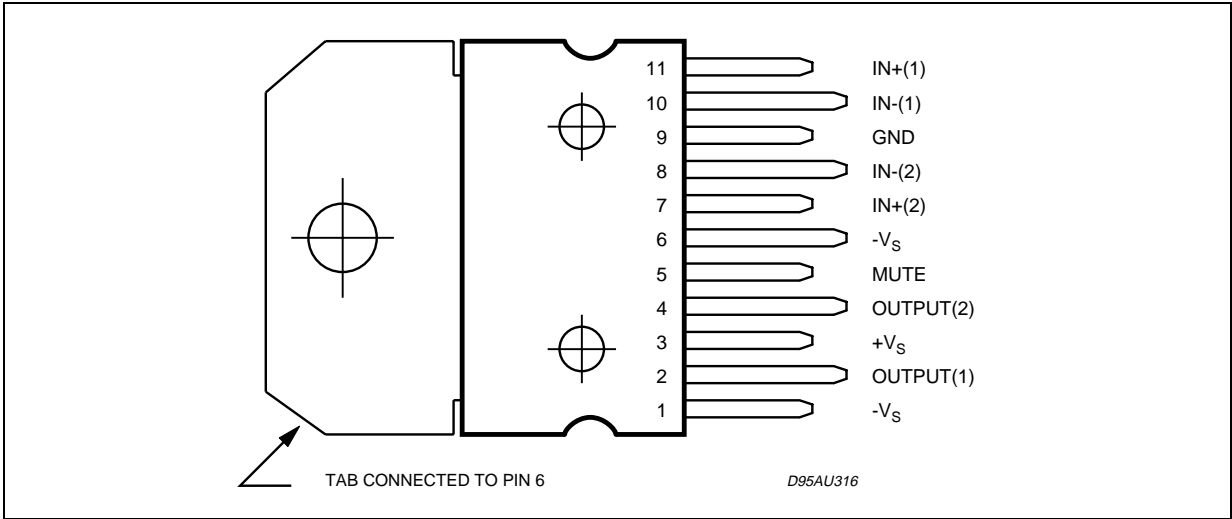 11 IN+(1)
10 IN-(1)
9 GND
8 IN-(2)
7 IN+(2)
6 -VS
5 MUTE
4 OUTPUT(2)
3 +VS
2 OUTPUT(1)
1 -VS
TAB CONNECTED TO PIN 6
D95AU316